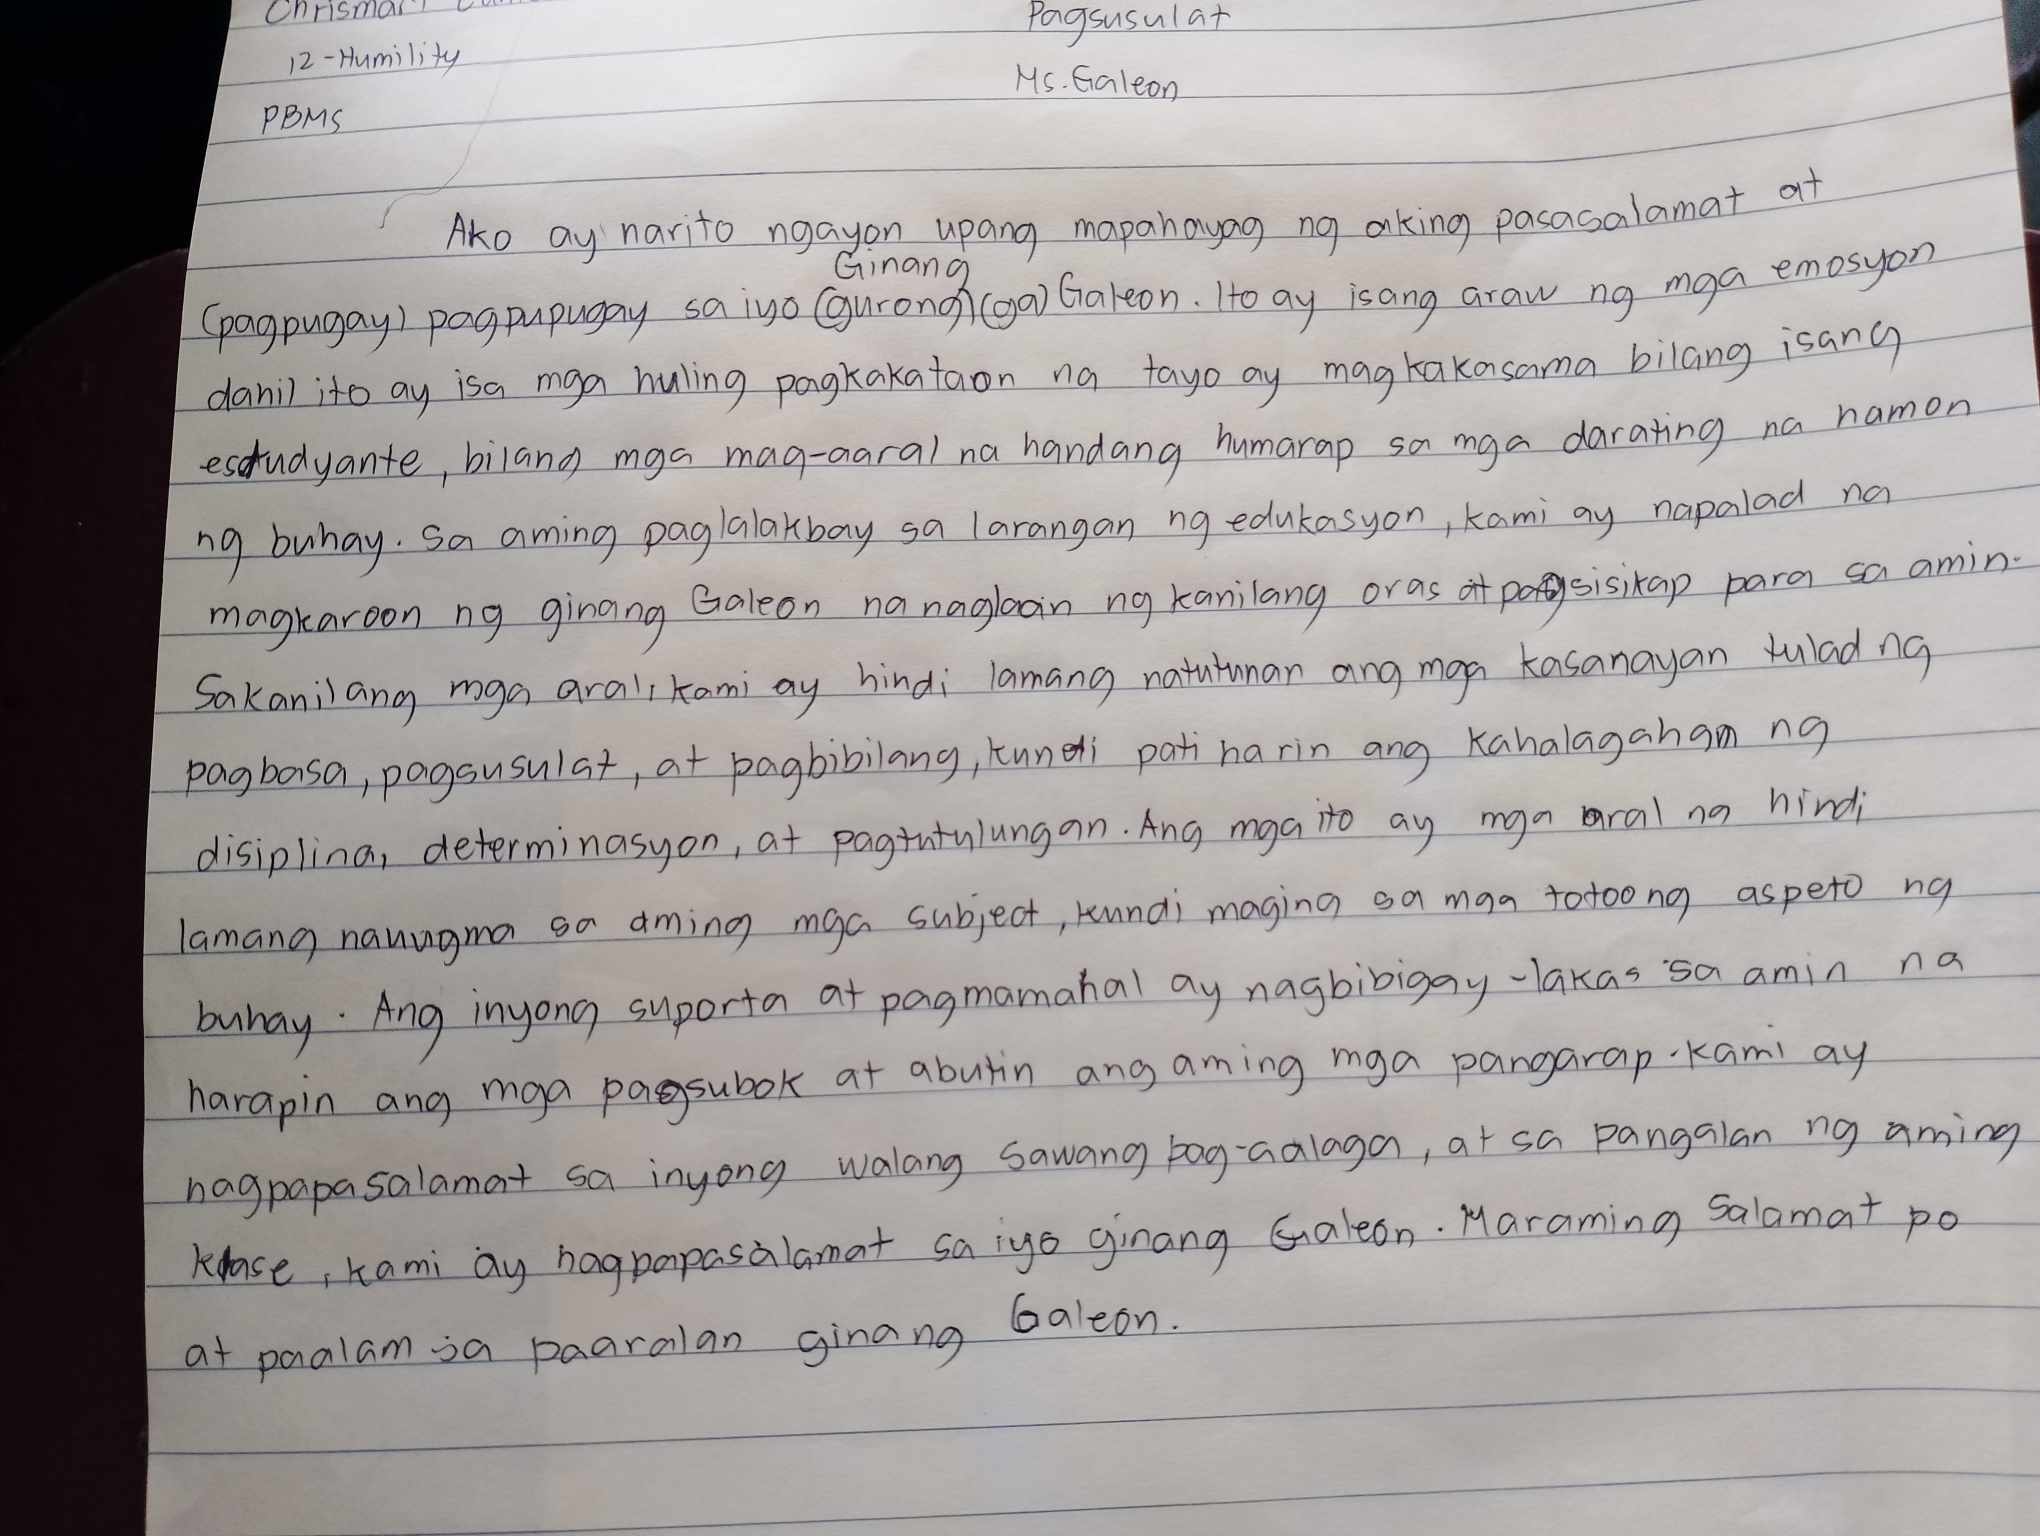 Pagsusulat
12-Humility
Ms. Galeon
PBMS
Ako ay narito ngayon upang mapahayag ng aking pasasalamat at
Ginang
(pagpugay) pagpupugay sa iyo (gurong) (ga) Galeon. Ito ay isang araw ng mga emosyon
dahil ito ay isa mga huling pagkakataon na tayo ay magkakasama bilang isang
estudyante, bilang mga mag-aaral na handang humarap sa mga darating na hamon
ng buhay. Sa aming paglalakbay sa larangan ng edukasyon, kami ay napalad na
magkaroon ng ginang Galeon na naglaain ng kanilang oras at pagsisikap para sa amin.
Sa kanilang mga aral, kami ay hindi lamang natutunan ang mga kasanayan tulad ng
pagbasa, pagsusulat, at pagbibilang, kundi pati na rin ang kahalagahan ng
disiplina, determinasyon, at pagtutulungan. Ang mga ito ay mga aral na hindi
lamang sa aming mga subject, kundi maging sa mga totoong aspeto ng
buhay. Ang inyong suporta at pagmamahal ay nagbibigay-lakas sa amin na
harapin ang mga pagsubok at abutin ang aming mga pangarap. Kami ay
nagpapasalamat sa inyong walang sawang pag-aalaga, at sa pangalan ng aming
klase, kami ay nagpapasalamat sa iyo ginang Galeon. Maraming Salamat po
at paalam sa paaralan ginang Galeon.